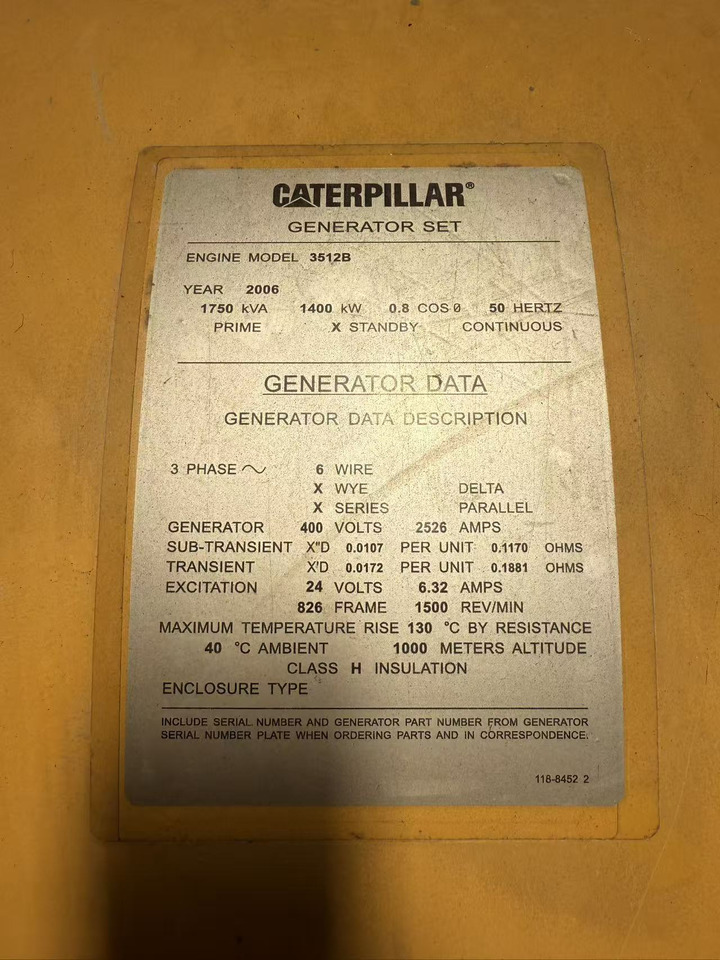 CATERPILLAR®
GENERATOR SET
ENGINE MODEL 3512B
YEAR 2006
1750 kVA 1400 kW 0.8 COS Ø 50 HERTZ
PRIME X STANDBY CONTINUOUS
GENERATOR DATA
GENERATOR DATA DESCRIPTION
3 PHASE 6 WIRE
X WYE DELTA
X SERIES PARALLEL
GENERATOR 400 VOLTS 2526 AMPS
SUB-TRANSIENT X"D 0.0107 PER UNIT 0.1170 OHMS
TRANSIENT X'D 0.0172 PER UNIT 0.1881 OHMS
EXCITATION 24 VOLTS 6.32 AMPS
826 FRAME 1500 REV/MIN
MAXIMUM TEMPERATURE RISE 130 °C BY RESISTANCE
40 °C AMBIENT 1000 METERS ALTITUDE
CLASS H INSULATION
ENCLOSURE TYPE
INCLUDE SERIAL NUMBER AND GENERATOR PART NUMBER FROM GENERATOR
SERIAL NUMBER PLATE WHEN ORDERING PARTS AND IN CORRESPONDENCE.
118-8452 2